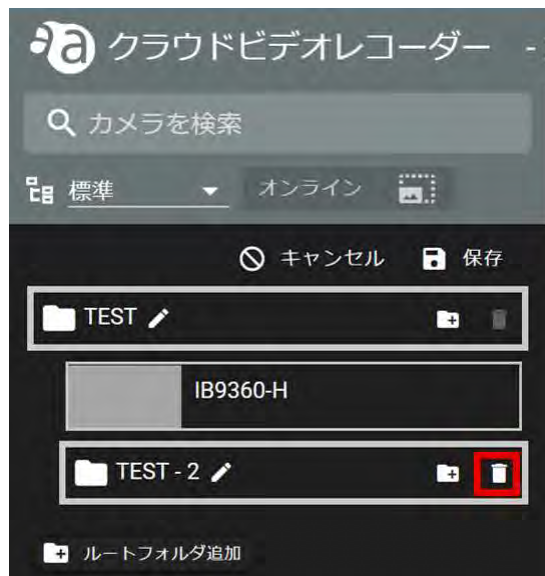 クラウドビデオレコーダー -
カメラを検索
標準 オンライン
キャンセル 保存
TEST
IB9360-H
TEST - 2
ルートフォルダ追加